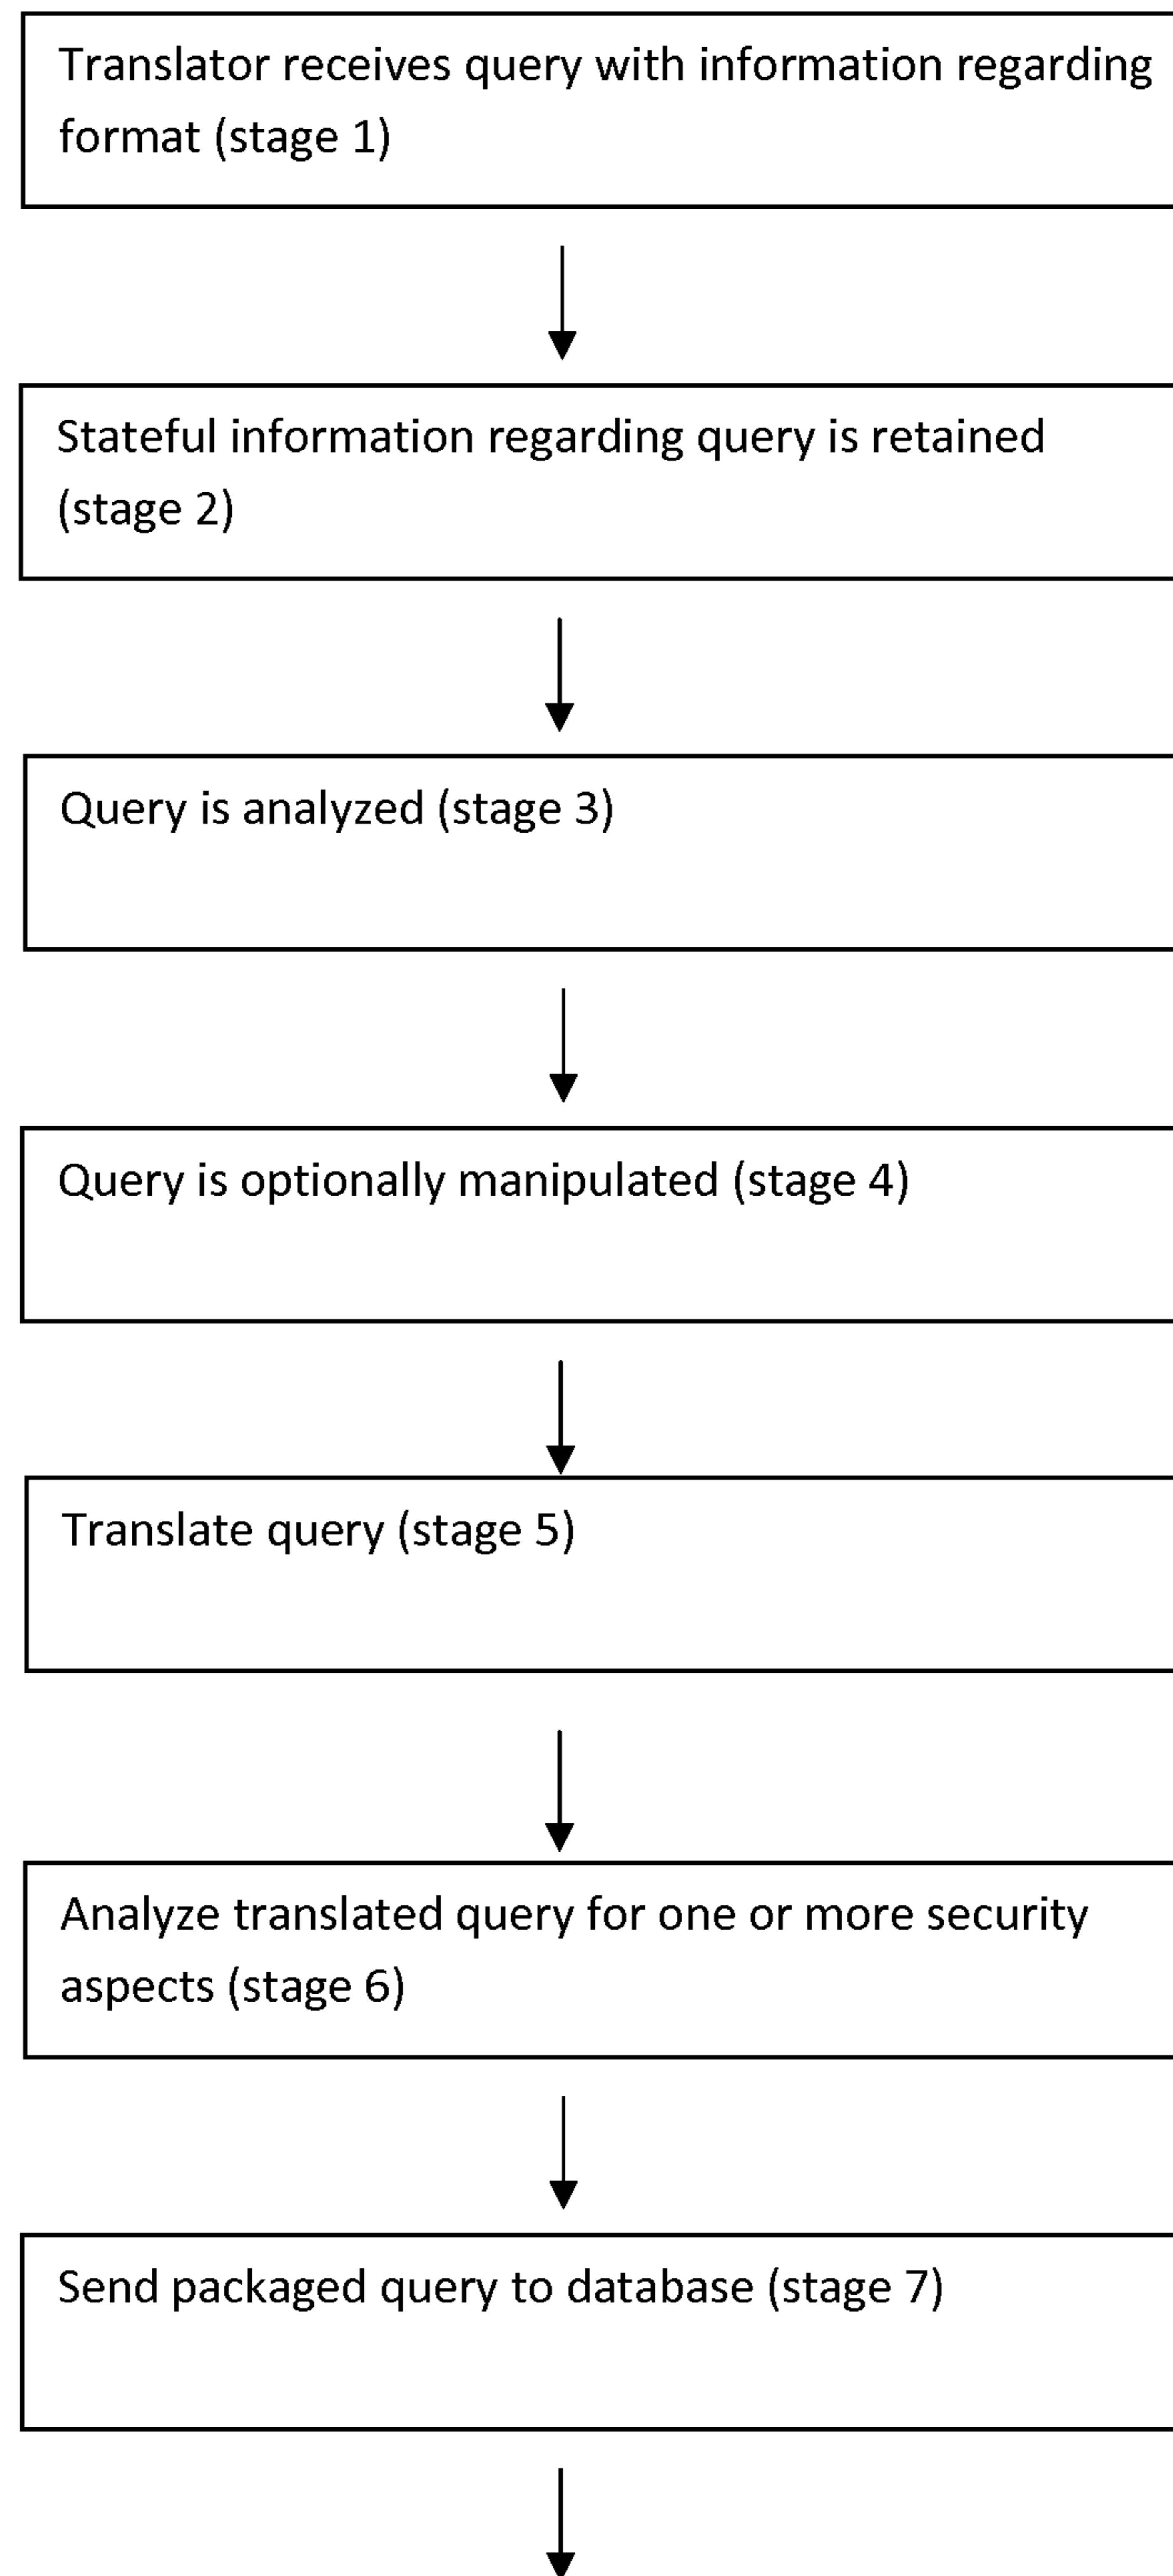 Translator receives query with information regarding
format (stage 1)
Stateful information regarding query is retained
(stage 2)
Query is analyzed (stage 3)
Query is optionally manipulated (stage 4)
Translate query (stage 5)
Analyze translated query for one or more security
aspects (stage 6)
Send packaged query to database (stage 7)